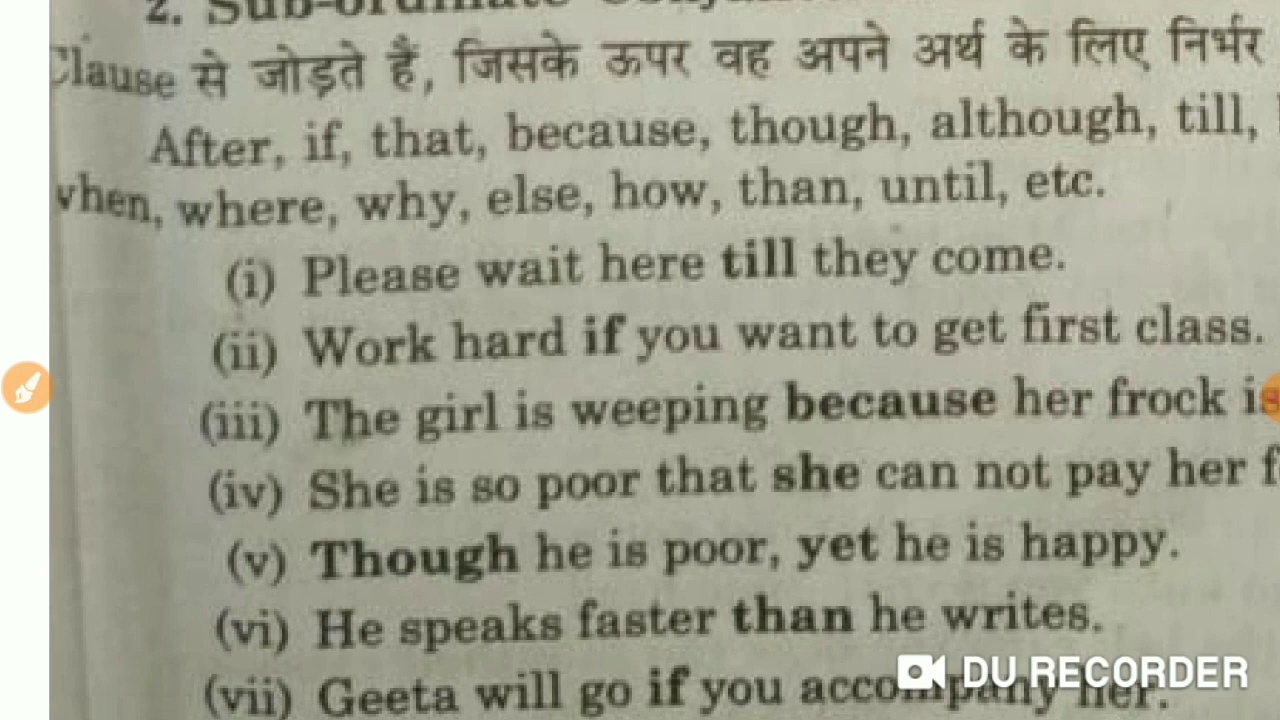 2. Sub-ordinate
Clause से जोड़ते हैं, जिसके ऊपर वह अपने अर्थ के लिए निर्भर
After, if, that, because, though, although, till,
when, where, why, else, how, than, until, etc.
(i) Please wait here till they come.
(ii) Work hard if you want to get first class.
(iii) The girl is weeping because her frock is
(iv) She is so poor that she can not pay her f
(v) Though he is poor, yet he is happy.
(vi) He speaks faster than he writes.
(vii) Geeta will go if you accompany her.
DU RECORDER